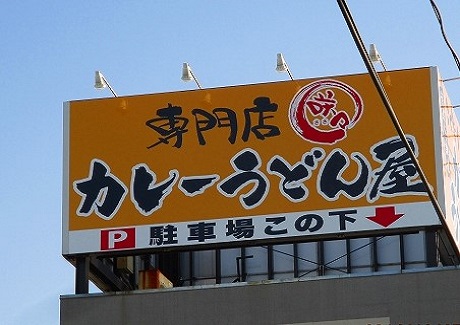 専門店
カレーうどん屋
P 駐車場この下